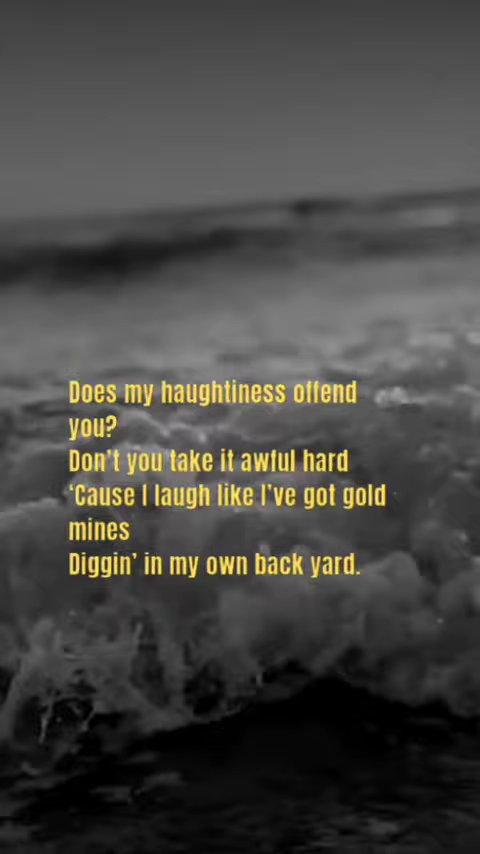 Does my haughtiness offend
you?
Don’t you take it awful hard
‘Cause I laugh like I’ve got gold
mines
Diggin’ in my own back yard.